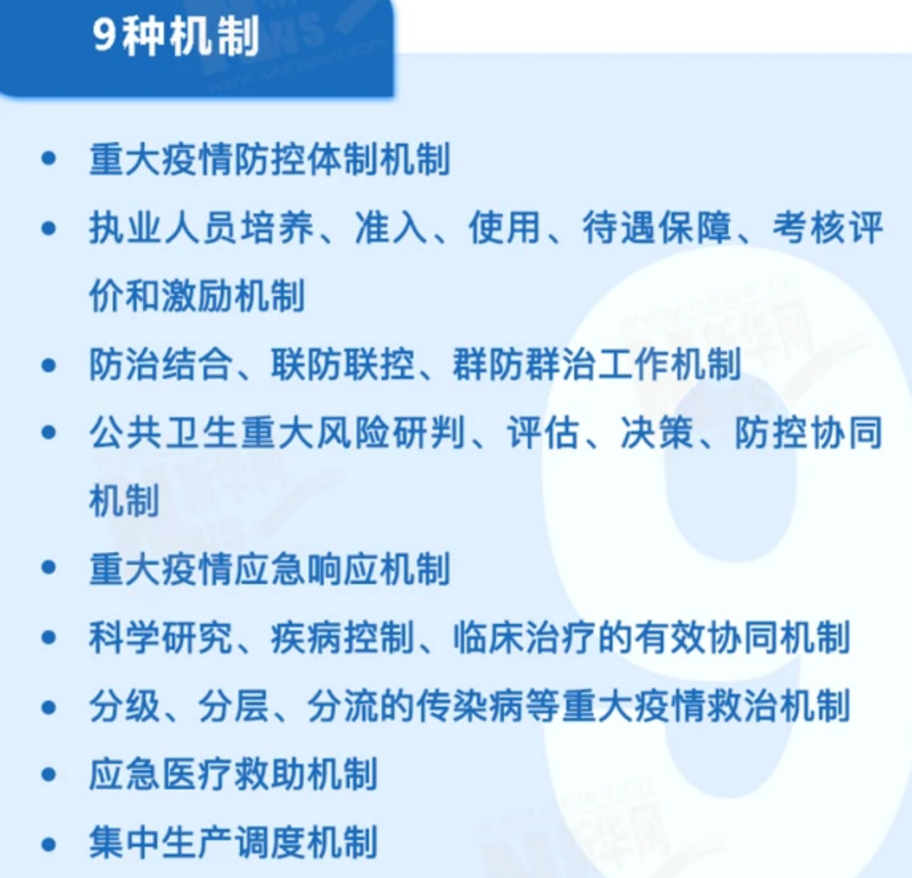 9种机制
• 重大疫情防控体制机制
• 执业人员培养、准入、使用、待遇保障、考核评
价和激励机制
• 防治结合、联防联控、群防群治工作机制
• 公共卫生重大风险研判、评估、决策、防控协同
机制
• 重大疫情应急响应机制
• 科学研究、疾病控制、临床治疗的有效协同机制
• 分级、分层、分流的传染病等重大疫情救治机制
• 应急医疗救助机制
• 集中生产调度机制
9